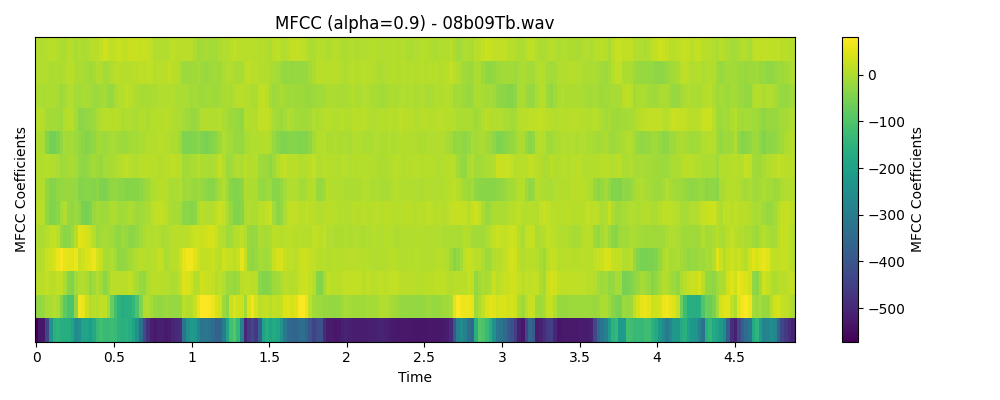 MFCC (alpha=0.9) - 08b09Tb.wav
MFCC Coefficients
0 0.5 1 1.5 2 2.5 3 3.5 4 4.5
Time
0
−100
−200
−300
−400
−500
MFCC Coefficients